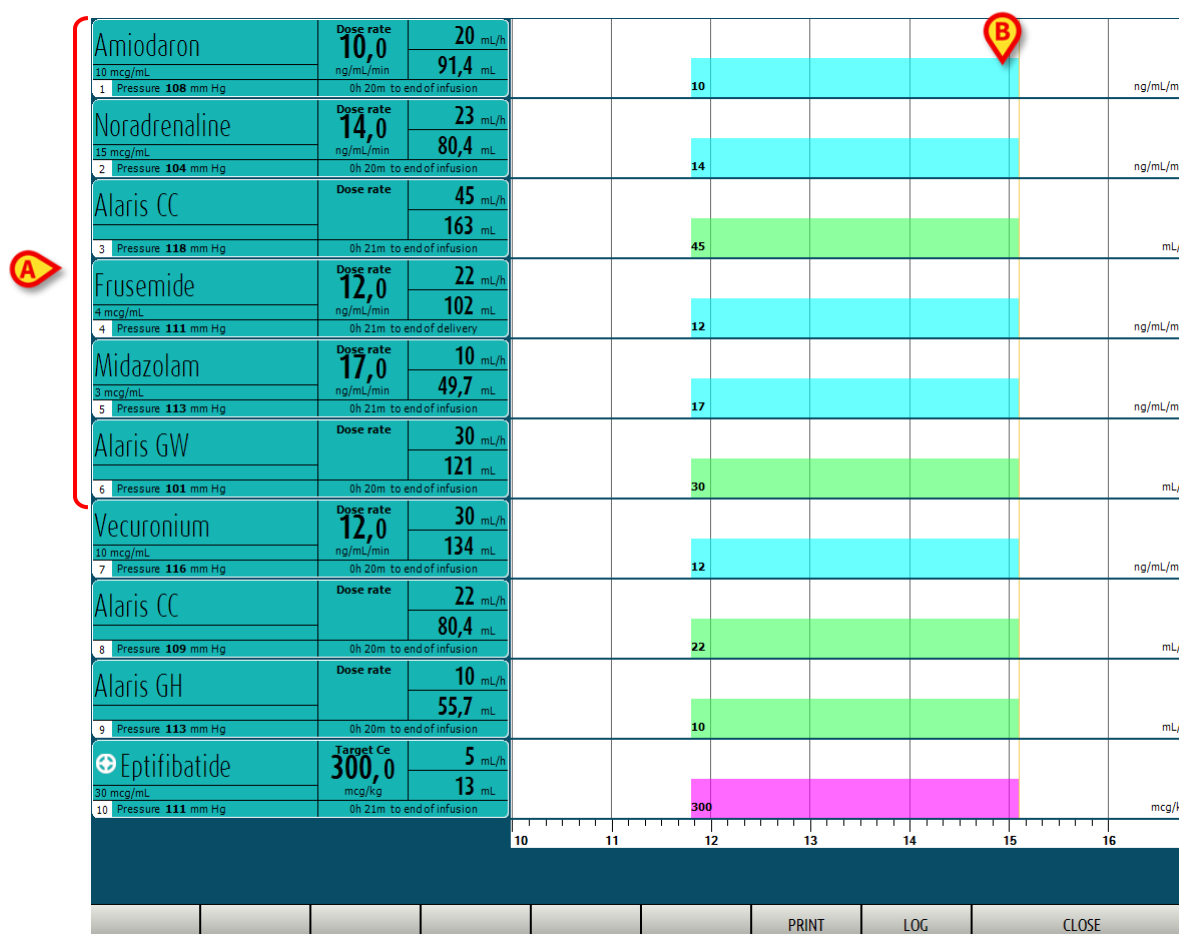 A
B
Amiodaron
Dose rate
10,0
ng/mL/min
20 mL/h
91,4 mL
10 mcg/mL
1 Pressure 108 mm Hg
0h 20m to end of infusion
10
ng/mL/m
Noradrenaline
Dose rate
14,0
ng/mL/min
23 mL/h
80,4 mL
15 mcg/mL
2 Pressure 104 mm Hg
0h 20m to end of infusion
14
ng/mL/m
Alaris CC
Dose rate
45 mL/h
163 mL
3 Pressure 118 mm Hg
0h 21m to end of infusion
45
mL/
Frusemide
Dose rate
12,0
ng/mL/min
22 mL/h
102 mL
4 mcg/mL
4 Pressure 111 mm Hg
0h 21m to end of delivery
12
ng/mL/m
Midazolam
Dose rate
17,0
ng/mL/min
10 mL/h
49,7 mL
3 mcg/mL
5 Pressure 113 mm Hg
0h 21m to end of infusion
17
ng/mL/m
Alaris GW
Dose rate
30 mL/h
121 mL
6 Pressure 101 mm Hg
0h 20m to end of infusion
30
mL/
Vecuronium
Dose rate
12,0
ng/mL/min
30 mL/h
134 mL
10 mcg/mL
7 Pressure 116 mm Hg
0h 20m to end of infusion
12
ng/mL/m
Alaris CC
Dose rate
22 mL/h
80,4 mL
8 Pressure 109 mm Hg
0h 20m to end of infusion
22
mL/
Alaris GH
Dose rate
10 mL/h
55,7 mL
9 Pressure 113 mm Hg
0h 20m to end of infusion
10
mL/
Eptifibatide
Target Ce
300,0
mcg/kg
5 mL/h
13 mL
30 mcg/mL
10 Pressure 111 mm Hg
0h 21m to end of infusion
300
mcg/k
10 11 12 13 14 15 16
PRINT LOG CLOSE